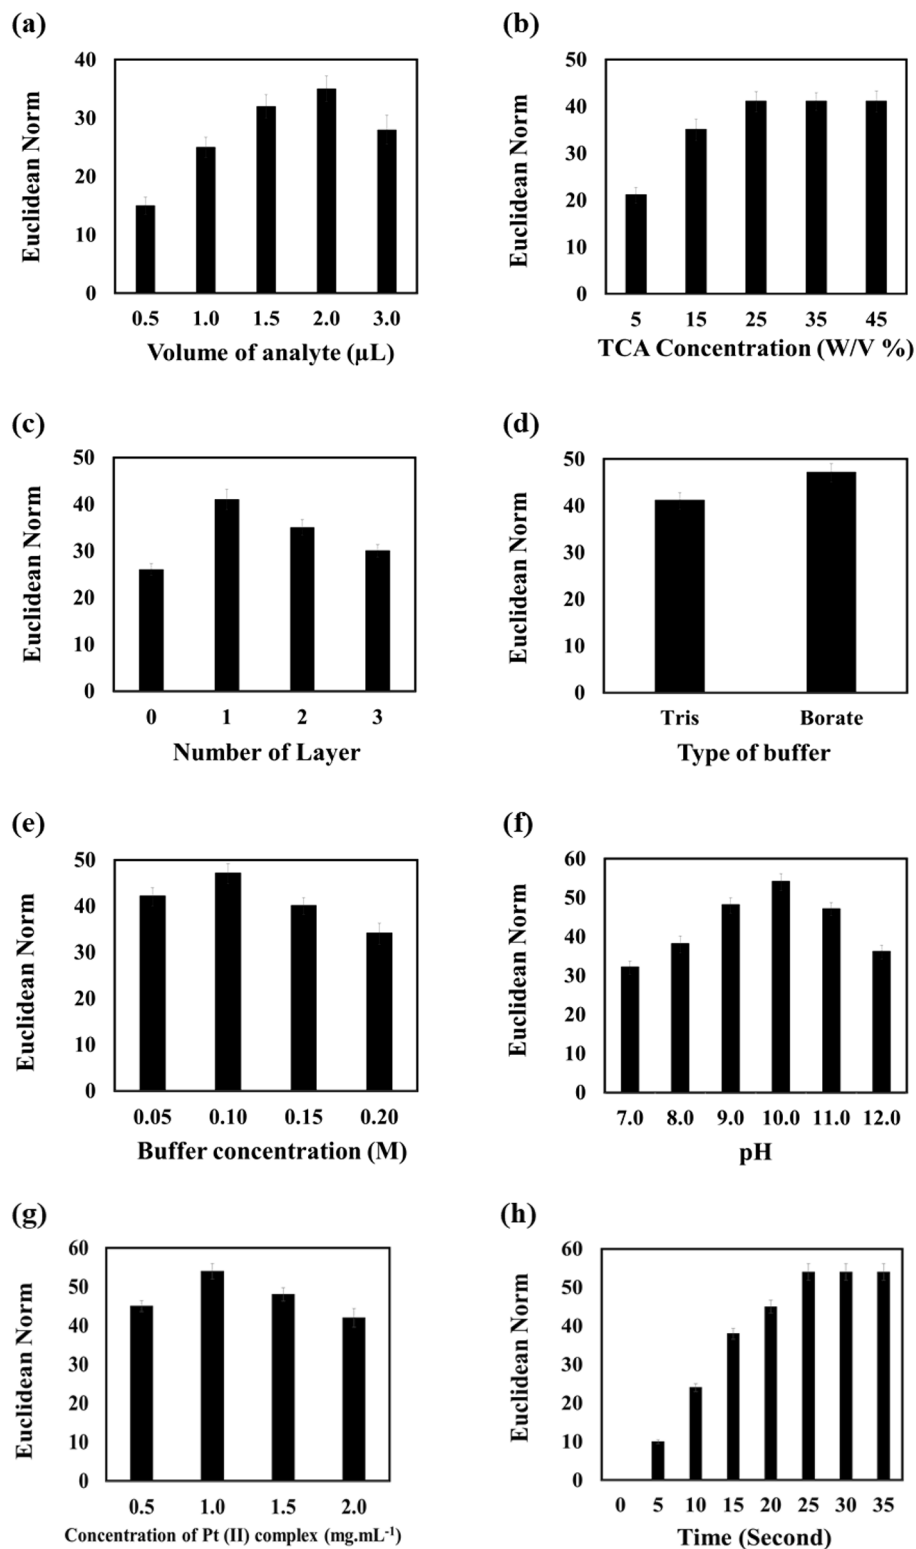 (a)
40
30
20
10
0
Euclidean Norm
0.5 1.0 1.5 2.0 3.0
Volume of analyte (µL)
(b)
50
40
30
20
10
0
Euclidean Norm
5 15 25 35 45
TCA Concentration (W/V %)
(c)
50
40
30
20
10
0
Euclidean Norm
0 1 2 3
Number of Layer
(d)
50
40
30
20
10
0
Euclidean Norm
Tris Borate
Type of buffer
(e)
50
40
30
20
10
0
Euclidean Norm
0.05 0.10 0.15 0.20
Buffer concentration (M)
(f)
60
50
40
30
20
10
0
Euclidean Norm
7.0 8.0 9.0 10.0 11.0 12.0
pH
(g)
60
50
40
30
20
10
0
Euclidean Norm
0.5 1.0 1.5 2.0
Concentration of Pt (II) complex (mg.mL⁻¹)
(h)
60
50
40
30
20
10
0
Euclidean Norm
0 5 10 15 20 25 30 35
Time (Second)